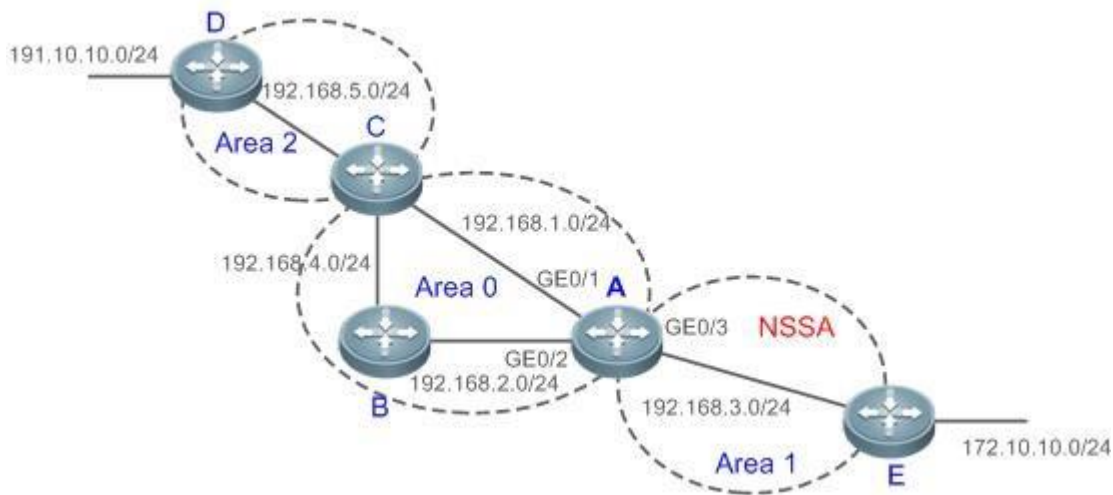 D
191.10.10.0/24
192.168.5.0/24
C
Area 2
192.168.1.0/24
192.168.4.0/24
GE0/1
Area 0
A
GE0/3
NSSA
GE0/2
192.168.2.0/24
B
192.168.3.0/24
172.10.10.0/24
Area 1
E